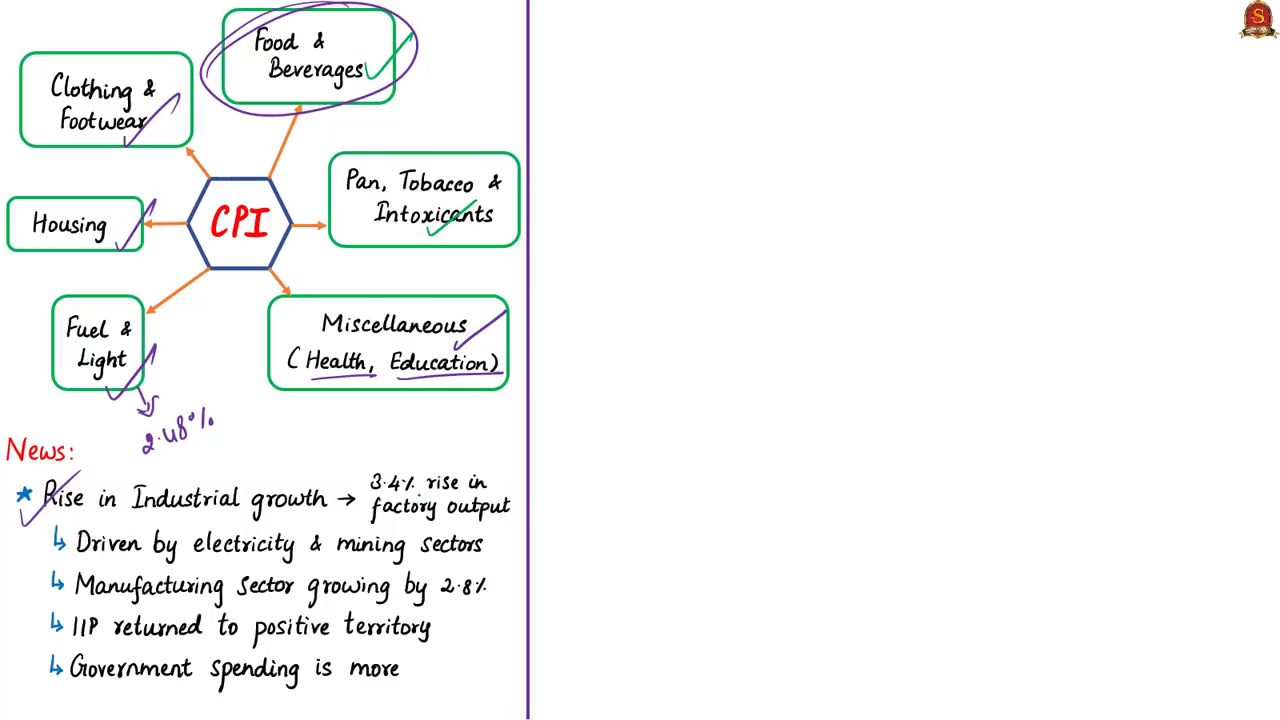 Food &
Beverages
Clothing &
Footwear
Pan, Tobacco &
Intoxicants
CPI
Housing
Fuel &
Light
Miscellaneous
(Health, Education)
2.48%
News:
Rise in Industrial growth → 3.4% rise in
factory output
↳ Driven by electricity & mining sectors
↳ Manufacturing sector growing by 2.8%
↳ IIP returned to positive territory
↳ Government spending is more
S